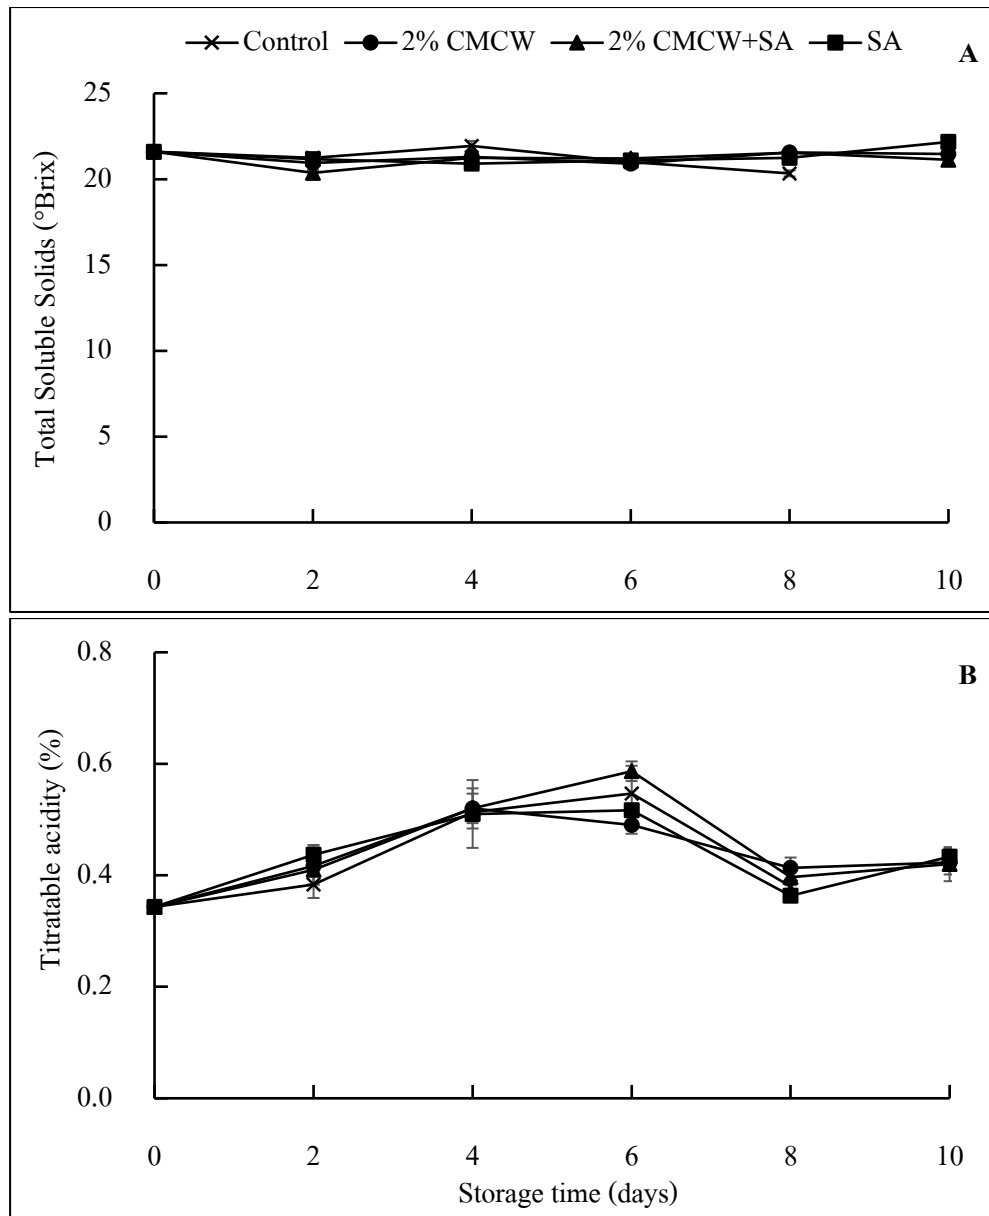 Control 2% CMCW 2% CMCW+SA SA
A
25
20
15
10
5
0
Total Soluble Solids (°Brix)
0 2 4 6 8 10
B
0.8
0.6
0.4
0.2
0.0
Titratable acidity (%)
0 2 4 6 8 10
Storage time (days)